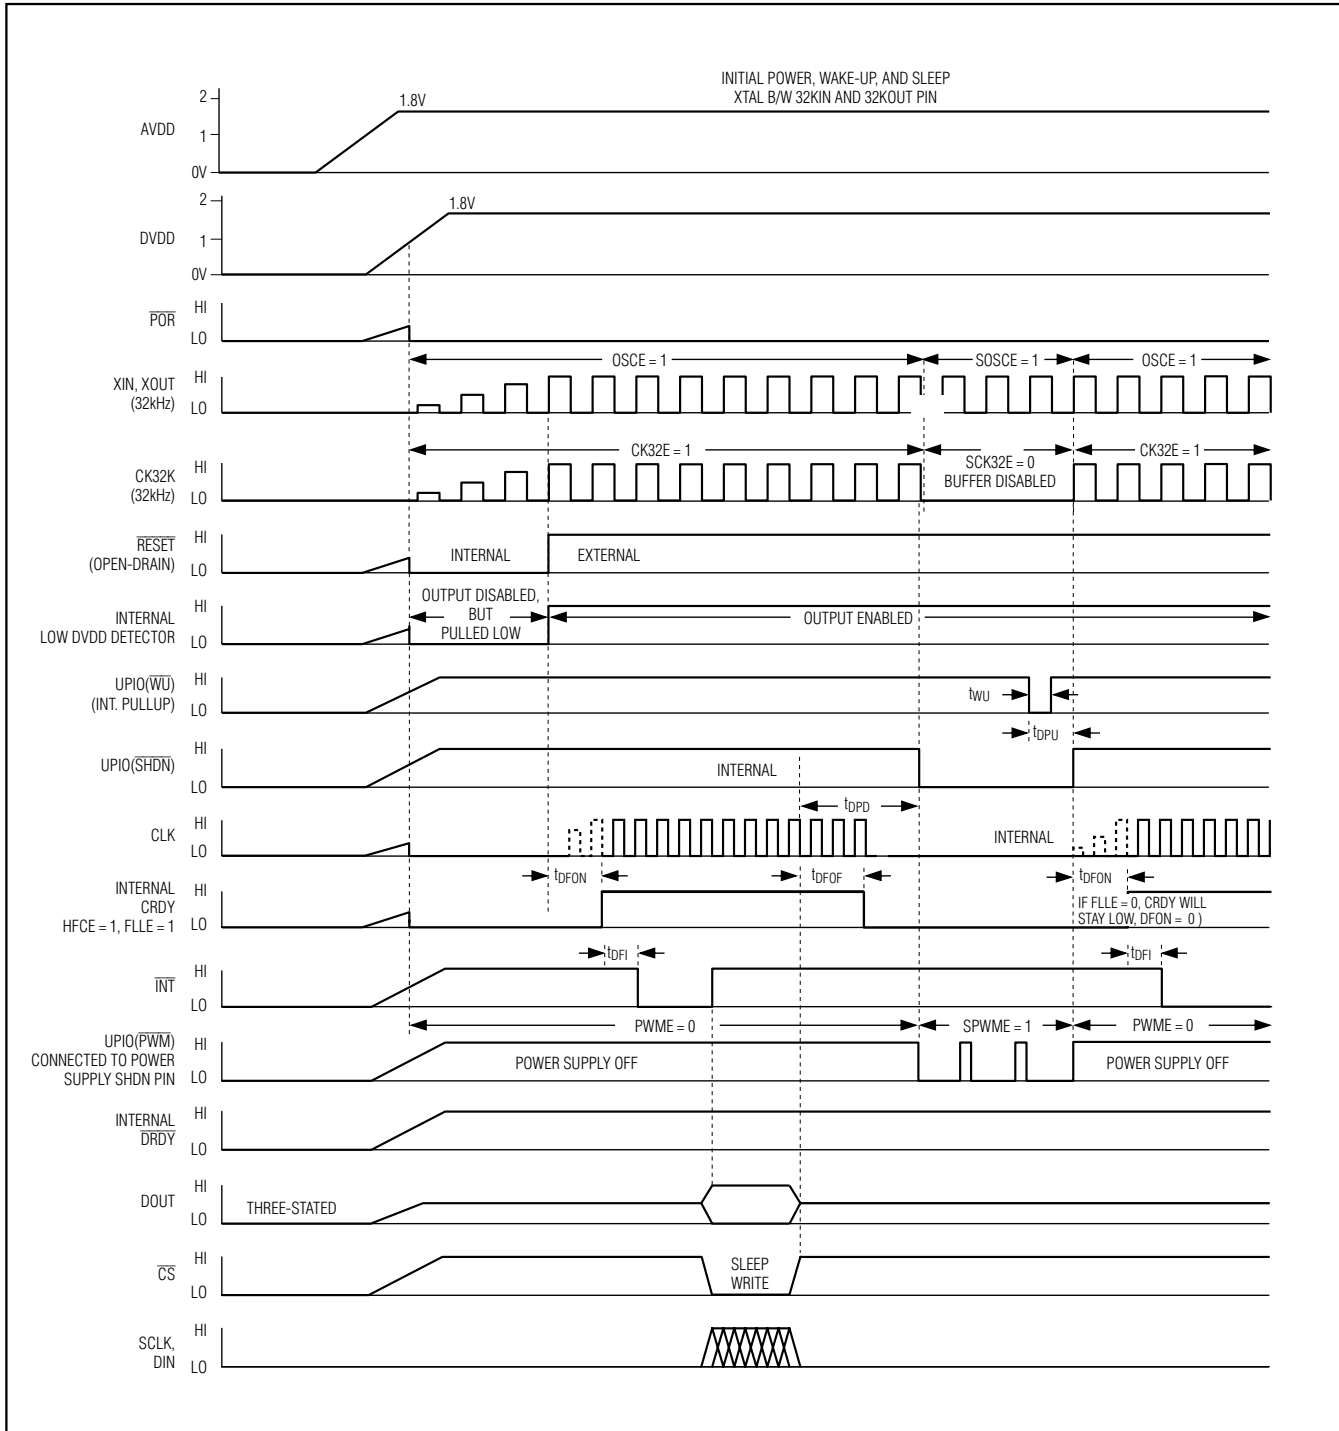 INITIAL POWER, WAKE-UP, AND SLEEP
XTAL B/W 32KIN AND 32KOUT PIN
2
1.8V
AVDD
1
0V
2
1.8V
DVDD
1
0V
HI
POR
LO
OSCE = 1
SOSCE = 1
OSCE = 1
XIN, XOUT
(32kHz)
HI
LO
CK32E = 1
SCK32E = 0
BUFFER DISABLED
CK32E = 1
CK32K
(32kHz)
HI
LO
RESET
(OPEN-DRAIN)
HI
LO
INTERNAL
EXTERNAL
INTERNAL
LOW DVDD DETECTOR
HI
LO
OUTPUT DISABLED,
BUT
PULLED LOW
OUTPUT ENABLED
UPIO(WU)
(INT. PULLUP)
HI
LO
tWU
tDPU
UPIO(SHDN)
HI
LO
INTERNAL
tDPD
CLK
HI
LO
INTERNAL
tDFON
tDFOF
tDFON
INTERNAL
CRDY
HFCE = 1, FLLE = 1
HI
LO
IF FLLE = 0, CRDY WILL
STAY LOW, DFON = 0 )
tDFI
tDFI
INT
HI
LO
PWME = 0
SPWME = 1
PWME = 0
UPIO(PWM)
CONNECTED TO POWER
SUPPLY SHDN PIN
HI
LO
POWER SUPPLY OFF
POWER SUPPLY OFF
INTERNAL
DRDY
HI
LO
DOUT
HI
LO
THREE-STATED
CS
HI
LO
SLEEP
WRITE
SCLK,
DIN
HI
LO